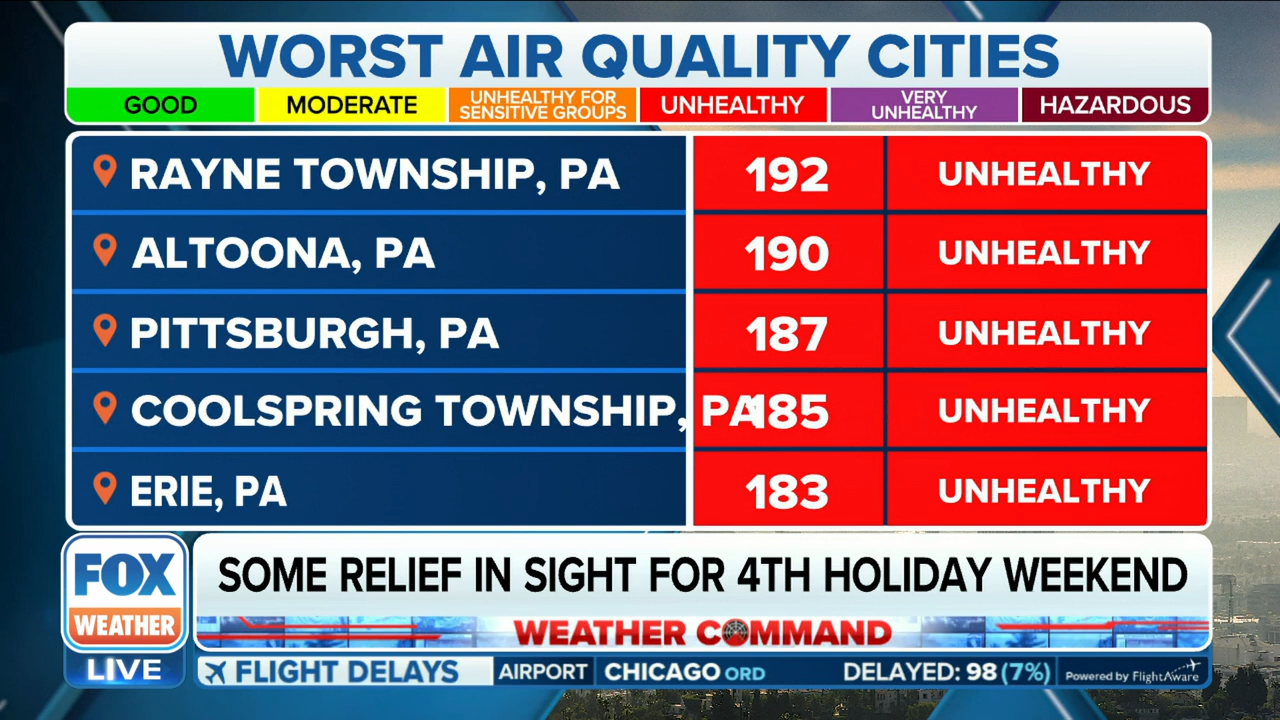 WORST AIR QUALITY CITIES
GOOD
MODERATE
UNHEALTHY FOR
SENSITIVE GROUPS
UNHEALTHY
VERY
UNHEALTHY
HAZARDOUS
RAYNE TOWNSHIP, PA 192 UNHEALTHY
ALTOONA, PA 190 UNHEALTHY
PITTSBURGH, PA 187 UNHEALTHY
COOLSPRING TOWNSHIP, PA 185 UNHEALTHY
ERIE, PA 183 UNHEALTHY
FOX
WEATHER
LIVE
SOME RELIEF IN SIGHT FOR 4TH HOLIDAY WEEKEND
WEATHER COMMAND
FLIGHT DELAYS AIRPORT CHICAGO ORD DELAYED: 98 (7%) Powered by FlightAware